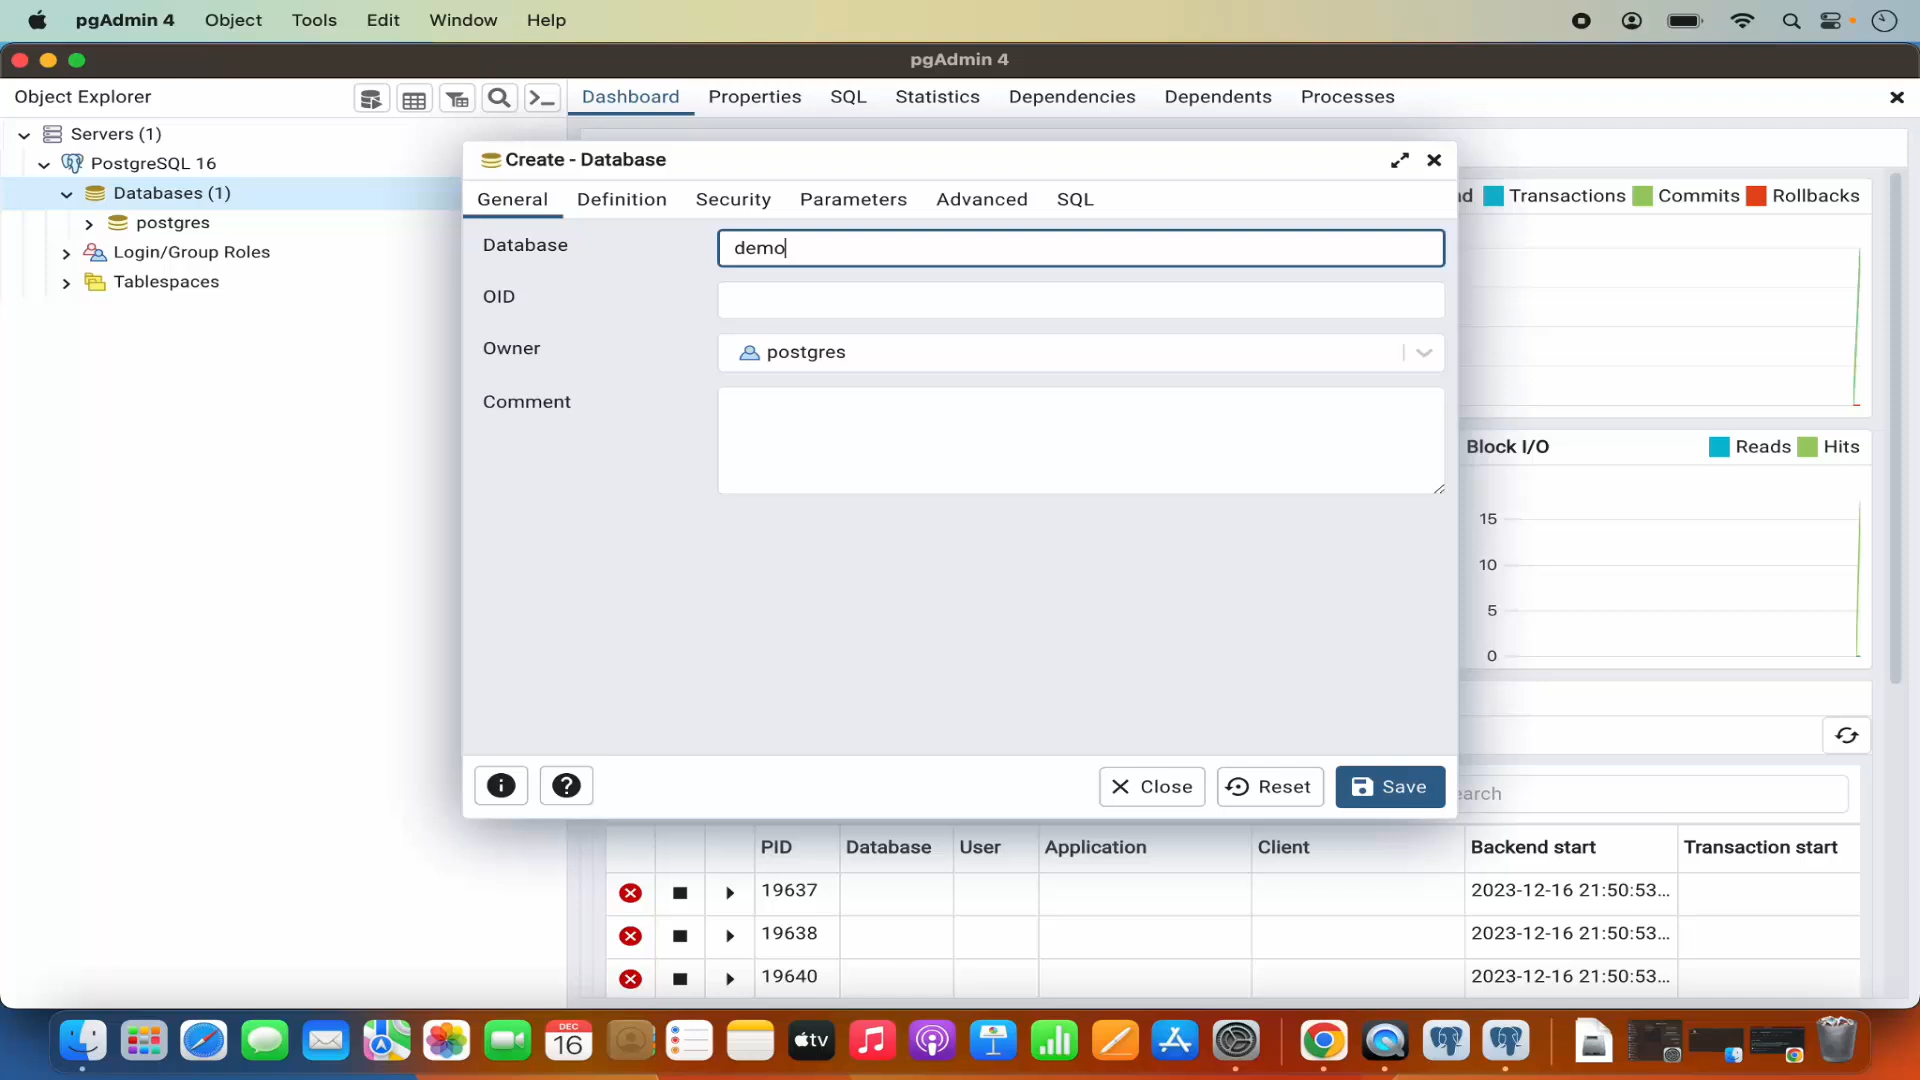 pgAdmin 4 Object Tools Edit Window Help
pgAdmin 4
Object Explorer
Dashboard Properties SQL Statistics Dependencies Dependents Processes
Servers (1)
PostgreSQL 16
Databases (1)
postgres
Login/Group Roles
Tablespaces
Create - Database
General Definition Security Parameters Advanced SQL
Database demo
OID
Owner postgres
Comment
Close Reset Save
Transactions Commits Rollbacks
Block I/O Reads Hits
15
10
5
0
PID Database User Application Client Backend start Transaction start
19637 2023-12-16 21:50:53...
19638 2023-12-16 21:50:53...
19640 2023-12-16 21:50:53...
DEC
16
tv